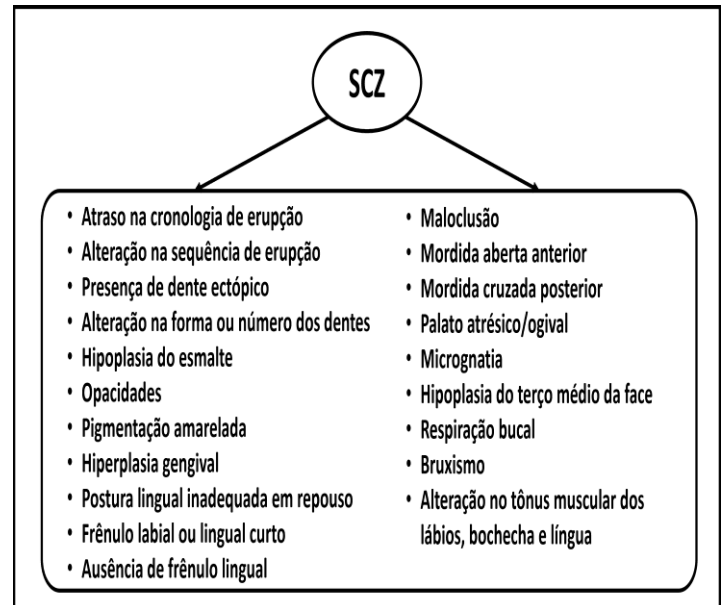 SCZ
• Atraso na cronologia de erupção
• Alteração na sequência de erupção
• Presença de dente ectópico
• Alteração na forma ou número dos dentes
• Hipoplasia do esmalte
• Opacidades
• Pigmentação amarelada
• Hiperplasia gengival
• Postura lingual inadequada em repouso
• Frênulo labial ou lingual curto
• Ausência de frênulo lingual
• Maloclusão
• Mordida aberta anterior
• Mordida cruzada posterior
• Palato atrésico/ogival
• Micrognatia
• Hipoplasia do terço médio da face
• Respiração bucal
• Bruxismo
• Alteração no tônus muscular dos
lábios, bochecha e língua